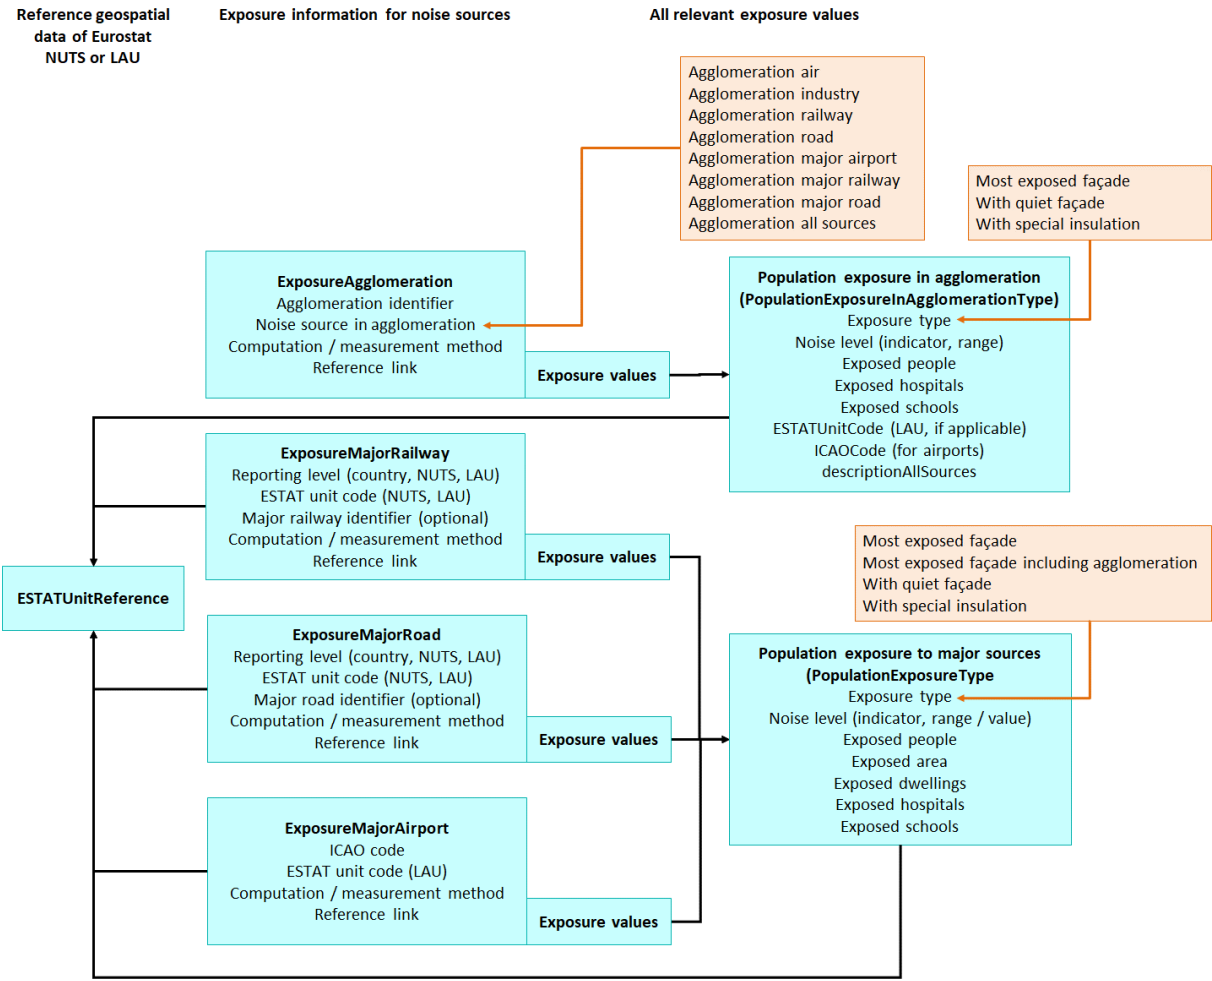 Reference geospatial
data of Eurostat
NUTS or LAU
Exposure information for noise sources
All relevant exposure values
Agglomeration air
Agglomeration industry
Agglomeration railway
Agglomeration road
Agglomeration major airport
Agglomeration major railway
Agglomeration major road
Agglomeration all sources
Most exposed façade
With quiet façade
With special insulation
ExposureAgglomeration
Agglomeration identifier
Noise source in agglomeration
Computation / measurement method
Reference link
Exposure values
Population exposure in agglomeration
(PopulationExposureInAgglomerationType)
Exposure type
Noise level (indicator, range)
Exposed people
Exposed hospitals
Exposed schools
ESTATUnitCode (LAU, if applicable)
ICAOCode (for airports)
descriptionAllSources
ExposureMajorRailway
Reporting level (country, NUTS, LAU)
ESTAT unit code (NUTS, LAU)
Major railway identifier (optional)
Computation / measurement method
Reference link
Exposure values
Most exposed façade
Most exposed façade including agglomeration
With quiet façade
With special insulation
ESTATUnitReference
ExposureMajorRoad
Reporting level (country, NUTS, LAU)
ESTAT unit code (NUTS, LAU)
Major road identifier (optional)
Computation / measurement method
Reference link
Exposure values
Population exposure to major sources
(PopulationExposureType
Exposure type
Noise level (indicator, range / value)
Exposed people
Exposed area
Exposed dwellings
Exposed hospitals
Exposed schools
ExposureMajorAirport
ICAO code
ESTAT unit code (LAU)
Computation / measurement method
Reference link
Exposure values